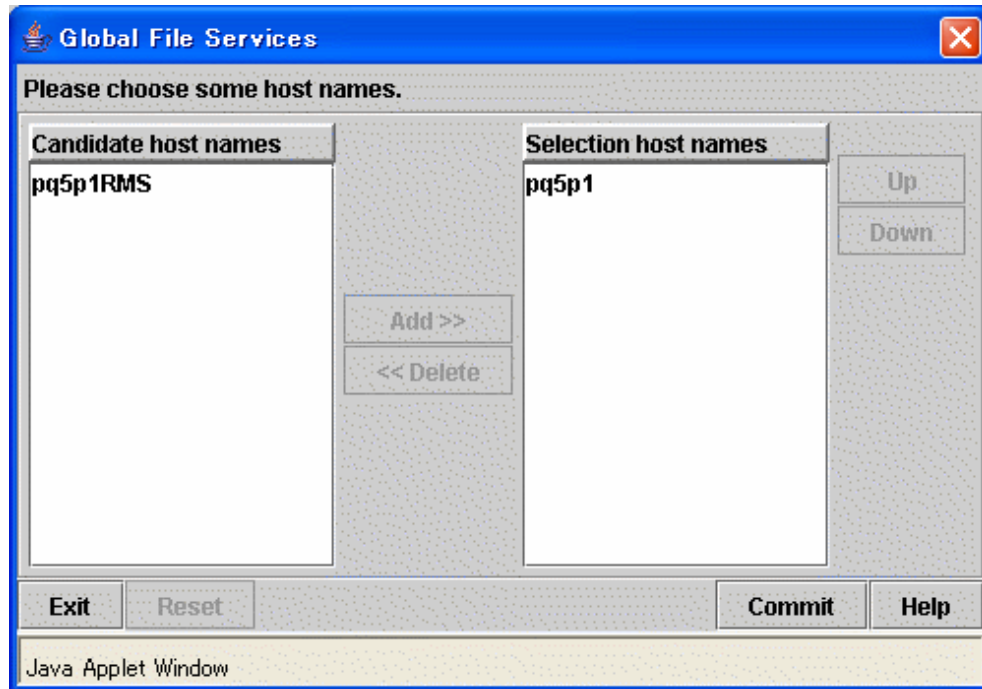 Global File Services
Please choose some host names.
Candidate host names
pq5p1RMS
Selection host names
pq5p1
Up
Down
Add >>
<< Delete
Exit
Reset
Commit
Help
Java Applet Window